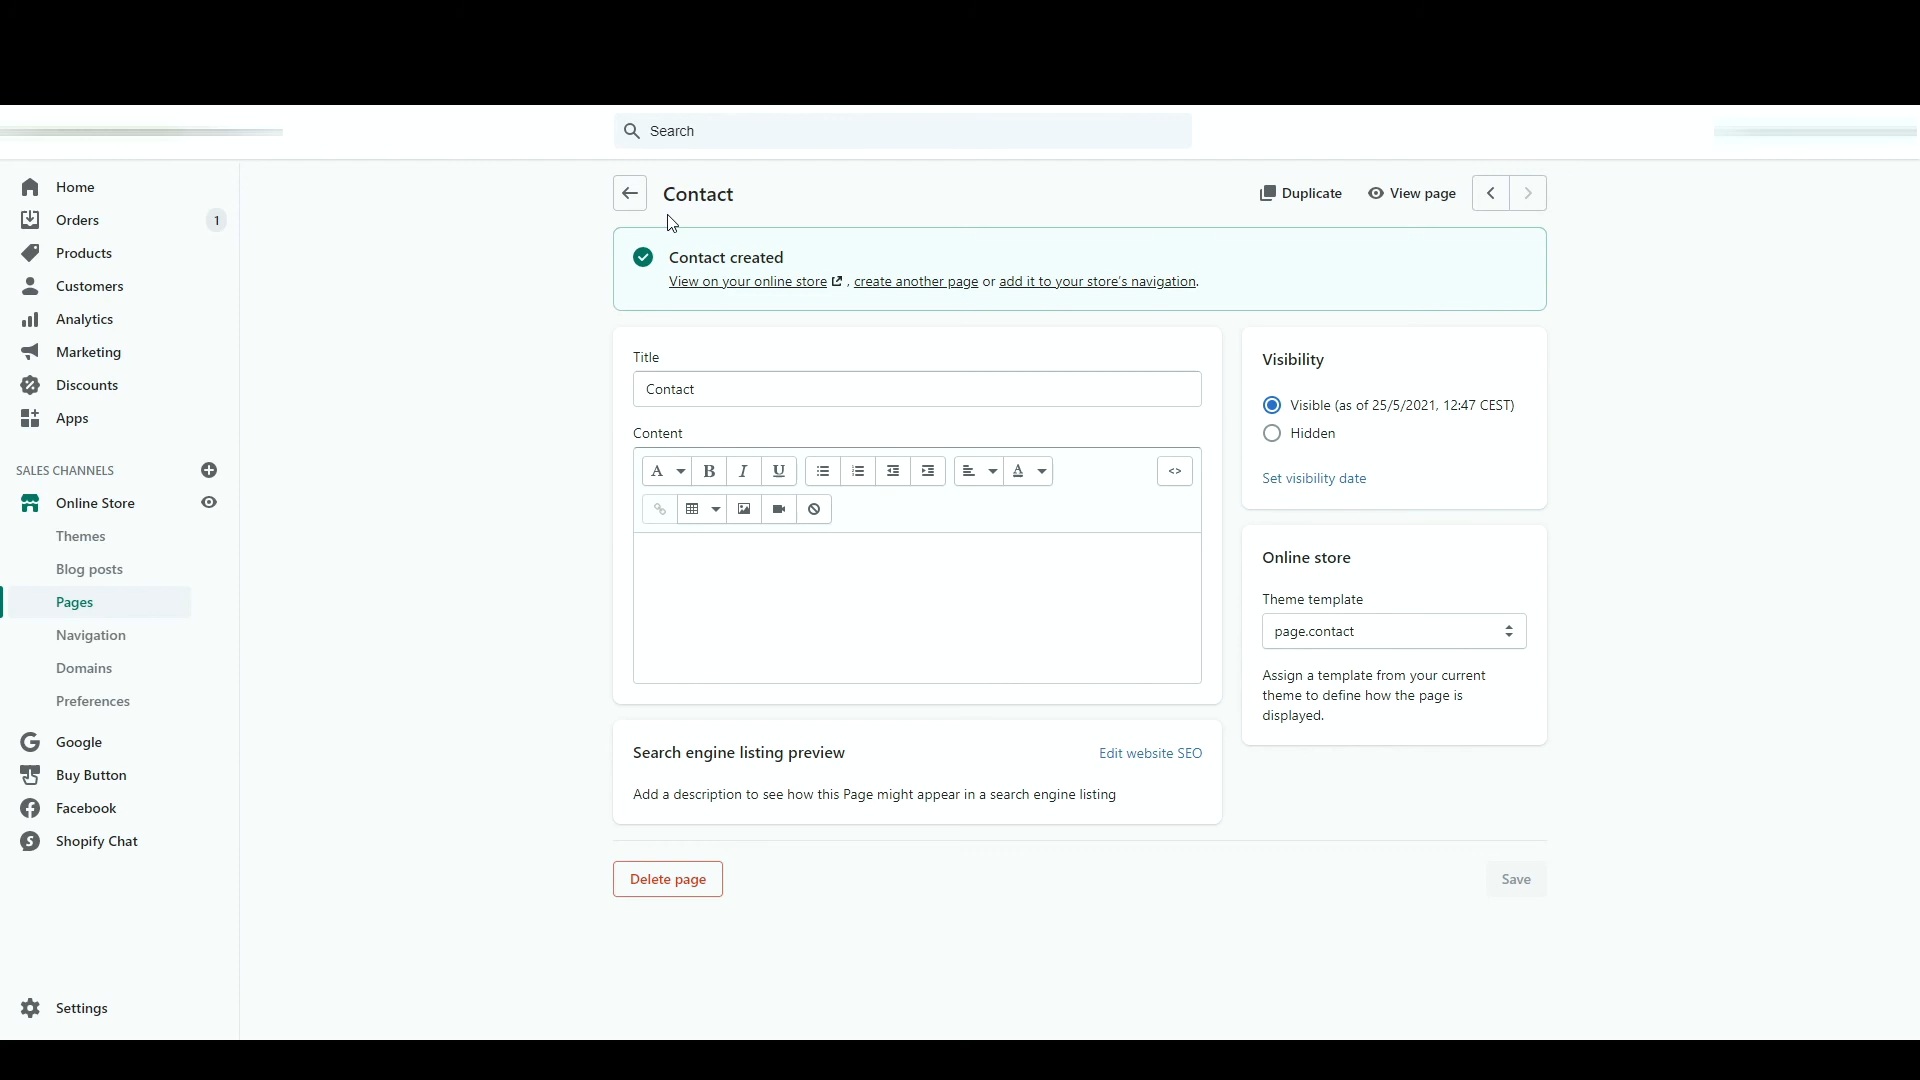 Search
Home
Orders 1
Products
Customers
Analytics
Marketing
Discounts
Apps
SALES CHANNELS
Online Store
Themes
Blog posts
Pages
Navigation
Domains
Preferences
Google
Buy Button
Facebook
Shopify Chat
Settings
Contact
Duplicate View page
Contact created
View on your online store , create another page or add it to your store's navigation.
Title
Contact
Content
A B I U A <>
Search engine listing preview Edit website SEO
Add a description to see how this Page might appear in a search engine listing
Visibility
Visible (as of 25/5/2021, 12:47 CEST)
Hidden
Set visibility date
Online store
Theme template
page.contact
Assign a template from your current
theme to define how the page is
displayed.
Delete page Save